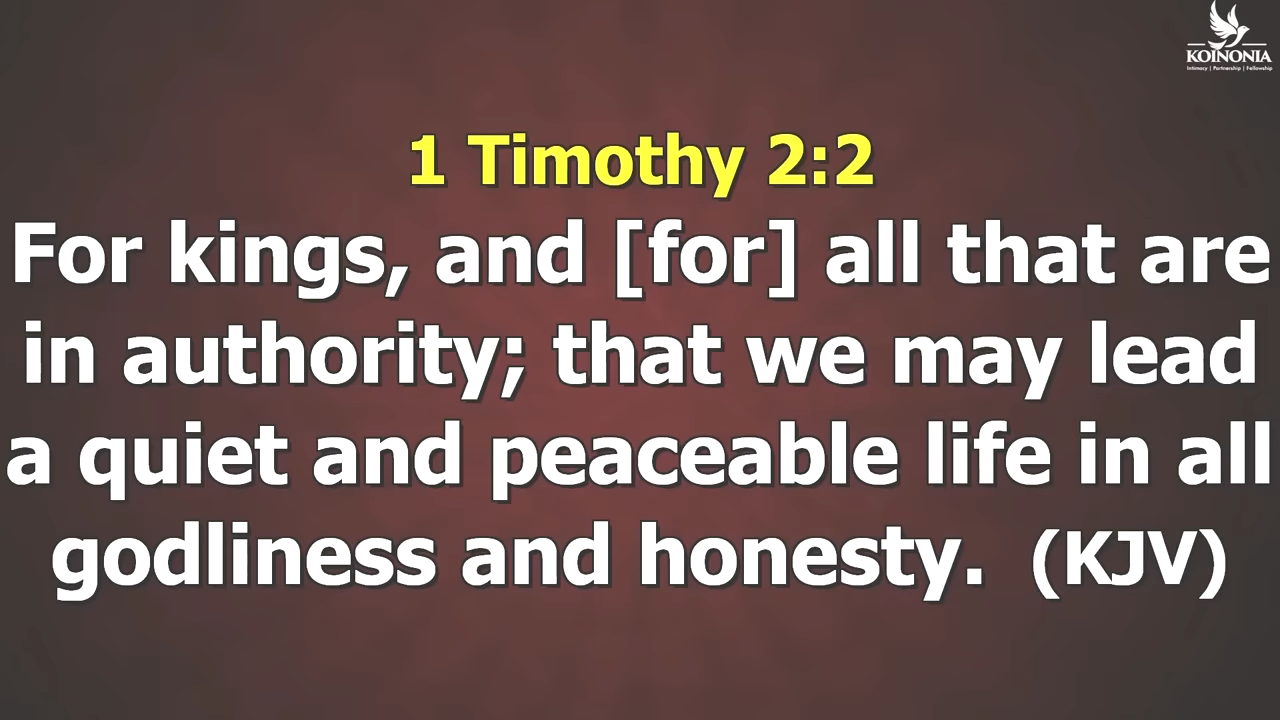 KOINONIA
Intimacy | Partnership | Fellowship
1 Timothy 2:2
For kings, and [for] all that are
in authority; that we may lead
a quiet and peaceable life in all
godliness and honesty. (KJV)